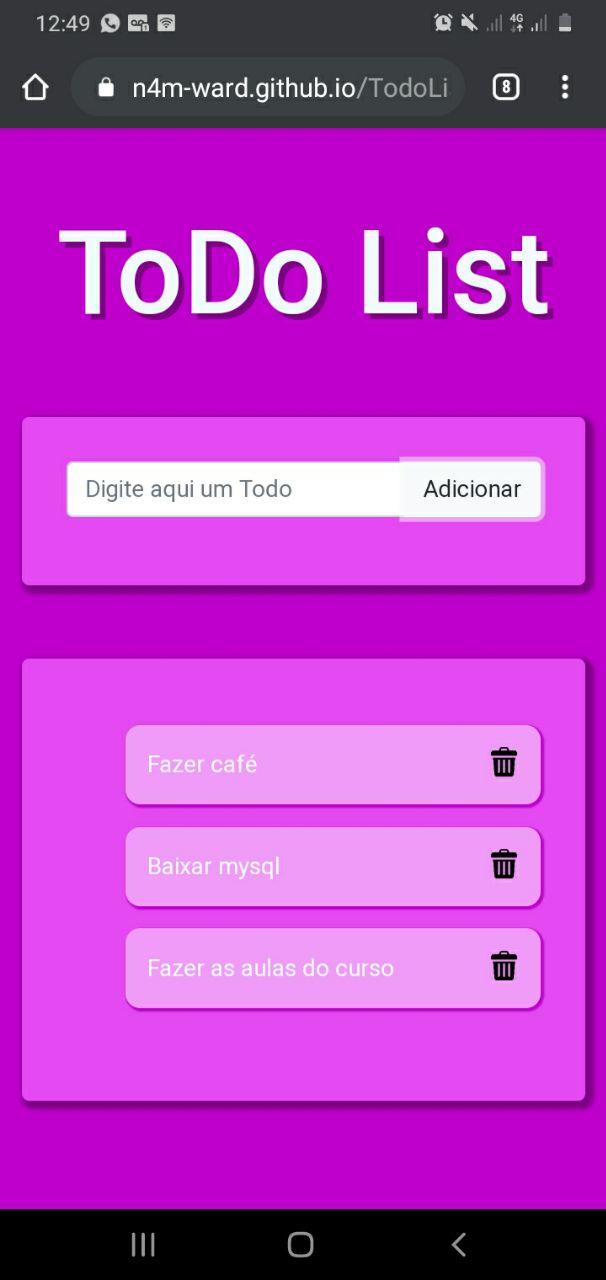 12:49
4G
n4m-ward.github.io/TodoLi
8
ToDo List
Digite aqui um Todo
Adicionar
Fazer café
Baixar mysql
Fazer as aulas do curso